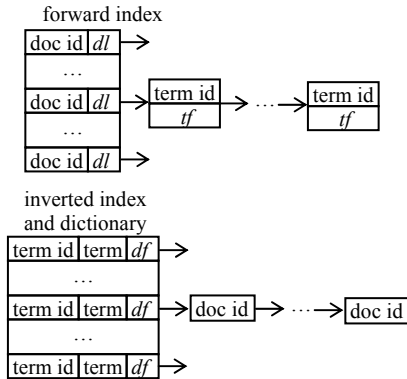 forward index
doc id dl
…
doc id dl term id … term id
tf tf
…
doc id dl
inverted index
and dictionary
term id term df
…
term id term df doc id … doc id
…
term id term df